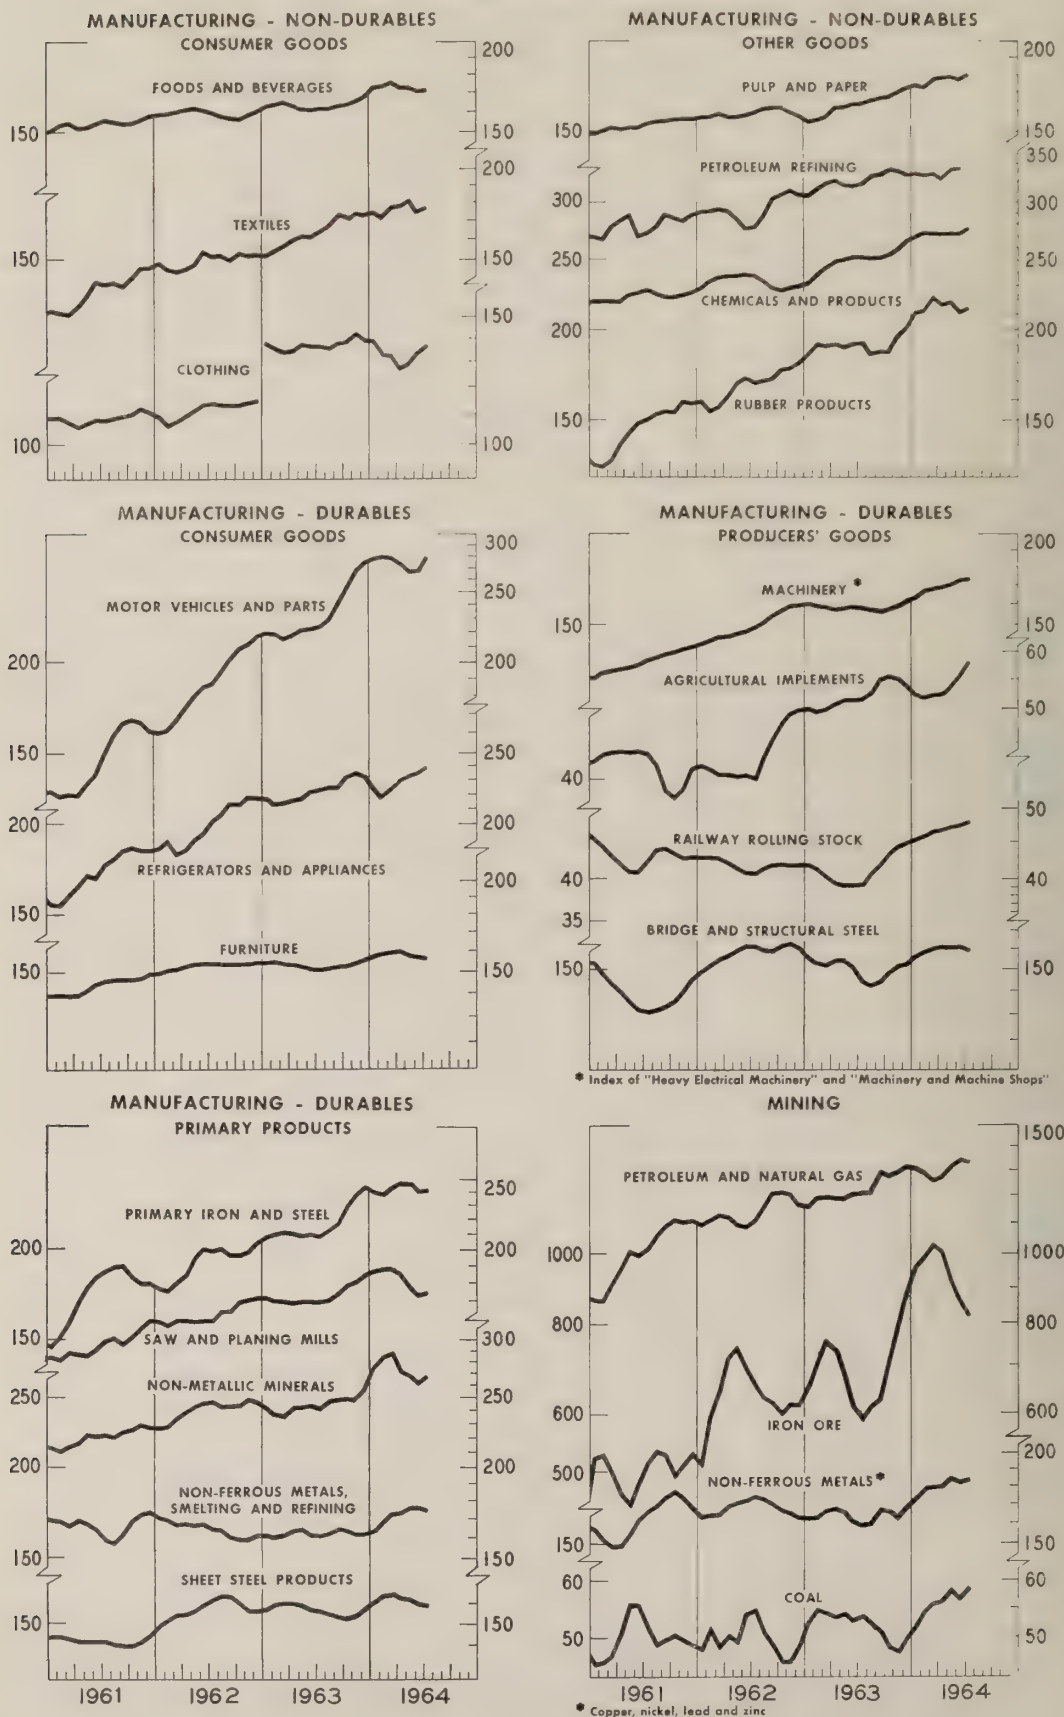 MANUFACTURING - NON-DURABLES
CONSUMER GOODS
200
FOODS AND BEVERAGES
150
150
200
TEXTILES
150
150
150
CLOTHING
100
100
MANUFACTURING - NON-DURABLES
OTHER GOODS
200
PULP AND PAPER
150
150
350
PETROLEUM REFINING
300
300
250
250
CHEMICALS AND PRODUCTS
200
200
RUBBER PRODUCTS
150
150
MANUFACTURING - DURABLES
CONSUMER GOODS
300
MOTOR VEHICLES AND PARTS
250
200
200
150
250
200
200
REFRIGERATORS AND APPLIANCES
200
150
FURNITURE
150
150
MANUFACTURING - DURABLES
PRODUCERS' GOODS
200
MACHINERY *
150
150
60
AGRICULTURAL IMPLEMENTS
50
40
50
RAILWAY ROLLING STOCK
40
40
35
BRIDGE AND STRUCTURAL STEEL
150
150
* Index of "Heavy Electrical Machinery" and "Machinery and Machine Shops"
MANUFACTURING - DURABLES
PRIMARY PRODUCTS
250
PRIMARY IRON AND STEEL
200
200
150
SAW AND PLANING MILLS
300
NON-METALLIC MINERALS
250
250
200
200
NON-FERROUS METALS,
SMELTING AND REFINING
150
150
SHEET STEEL PRODUCTS
150
150
1961 1962 1963 1964
MINING
1500
PETROLEUM AND NATURAL GAS
1000
1000
800
800
600
600
IRON ORE
500
200
NON-FERROUS METALS *
150
150
60
60
COAL
50
50
1961 1962 1963 1964
* Copper, nickel, lead and zinc